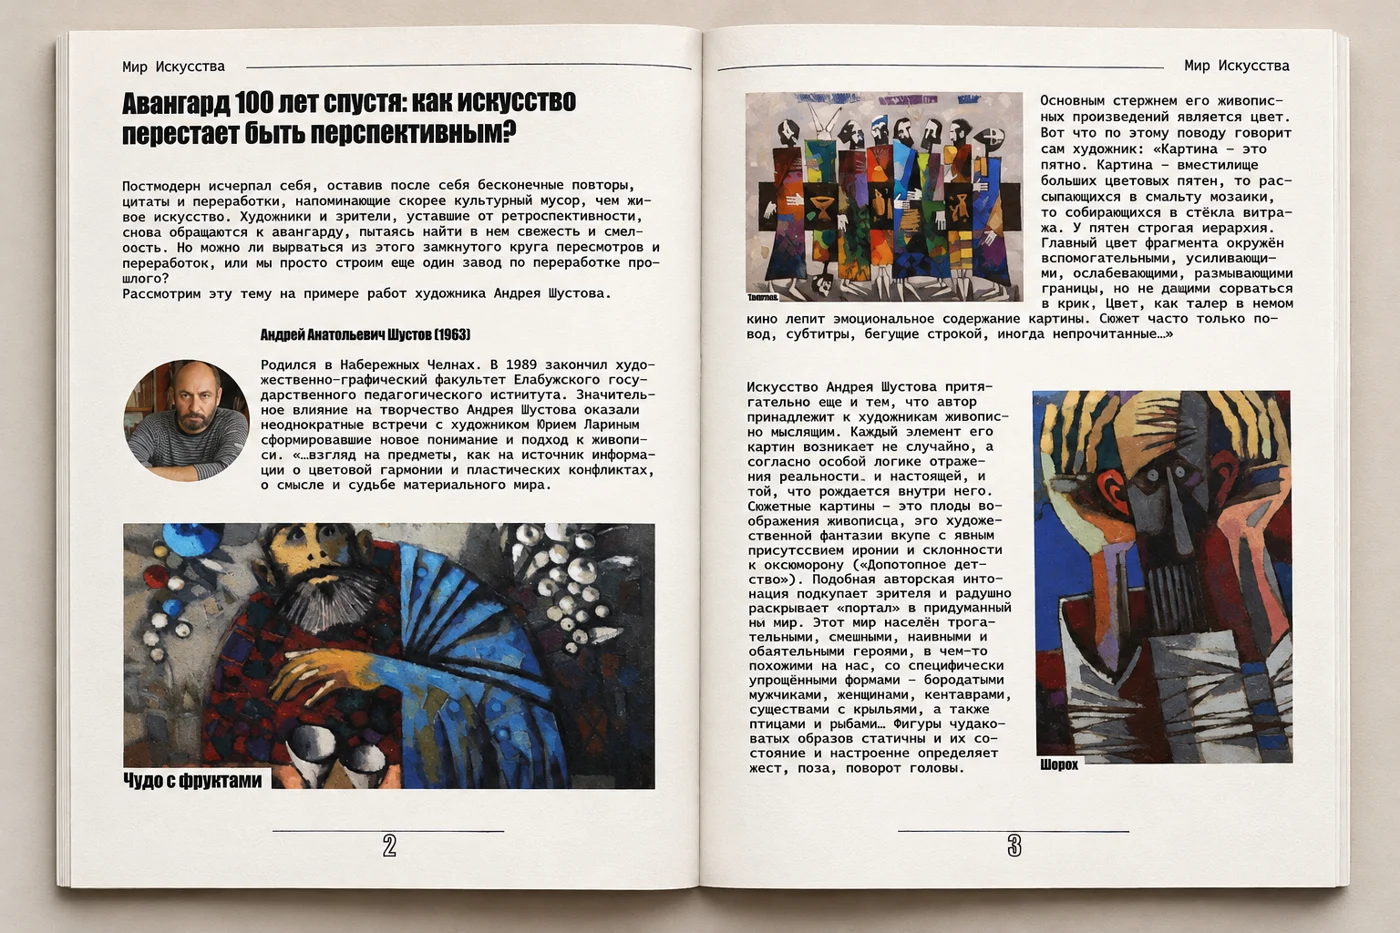 Мир Искусства
Авангард 100 лет спустя: как искусство
перестает быть перспективным?
Постмодерн исчерпал себя, оставив после себя бесконечные повторы,
цитаты и переработки, напоминающие скорее культурный мусор, чем жи-
вое искусство. Художники и зрители, уставшие от ретроспективности,
снова обращаются к авангарду, пытаясь найти в нем свежесть и смел-
оость. Но можно ли вырваться из этого замкнутого круга пересмотров и
переработок, или мы просто строим еще один завод по переработке про-
шлого?
Рассмотрим эту тему на примере работ художника Андрея Шустова.
Андрей Анатольевич Шустов (1963)
Родился в Набережных Челнах. В 1989 закончил худо-
жественно-графический факультет Елабужского госу-
дарственного педагогического иститута. Значитель-
ное влияние на творчество Андрея Шустова оказали
неоднократные встречи с художником Юрием Лариным
сформировавшие новое понимание и подход к живопи-
си. «…взгляд на предметы, как на источник информа-
ции о цветовой гармонии и пластических конфликтах,
о смысле и судьбе материального мира.
Чудо с фруктами
2
Мир Искусства
Основным стержнем его живопис-
ных произведений является цвет.
Вот что по этому поводу говорит
сам художник: «Картина – это
пятно. Картина – вместилище
больших цветовых пятен, то рас-
сыпающихся в смальту мозаики,
то собирающихся в стёкла витра-
жа. У пятен строгая иерархия.
Главный цвет фрагмента окружён
вспомогательными, усиливающи-
ми, ослабевающими, размывающими
границы, но не дащими сорваться
в крик, Цвет, как талер в немом
кино лепит эмоциональное содержание картины. Сюжет часто только по-
вод, субтитры, бегущие строкой, иногда непрочитанные…»
Искусство Андрея Шустова притя-
гательно еще и тем, что автор
принадлежит к художникам живопис-
но мыслящим. Каждый элемент его
картин возникает не случайно, а
согласно особой логике отраже-
ния реальности. и настоящей, и
той, что рождается внутри него.
Сюжетные картины – это плоды во-
ображения живописца, эго художе-
ственной фантазии вкупе с явным
присутссвием иронии и склонности
к оксюморону («Допотопное дет-
ство»). Подобная авторская инто-
нация подкупает зрителя и радушно
раскрывает «портал» в придуманный
ны мир. Этот мир населён трога-
тельными, смешными, наивными и
обаятельными героями, в чем-то
похожими на нас, со специфически
упрощёнными формами – бородатыми
мужчиками, женщинами, кентаврами,
существами с крыльями, а также
птицами и рыбами… Фигуры чудако-
ватых образов статичны и их со-
стояние и настроенне определяет
жест, поза, поворот головы.
Шорох
3